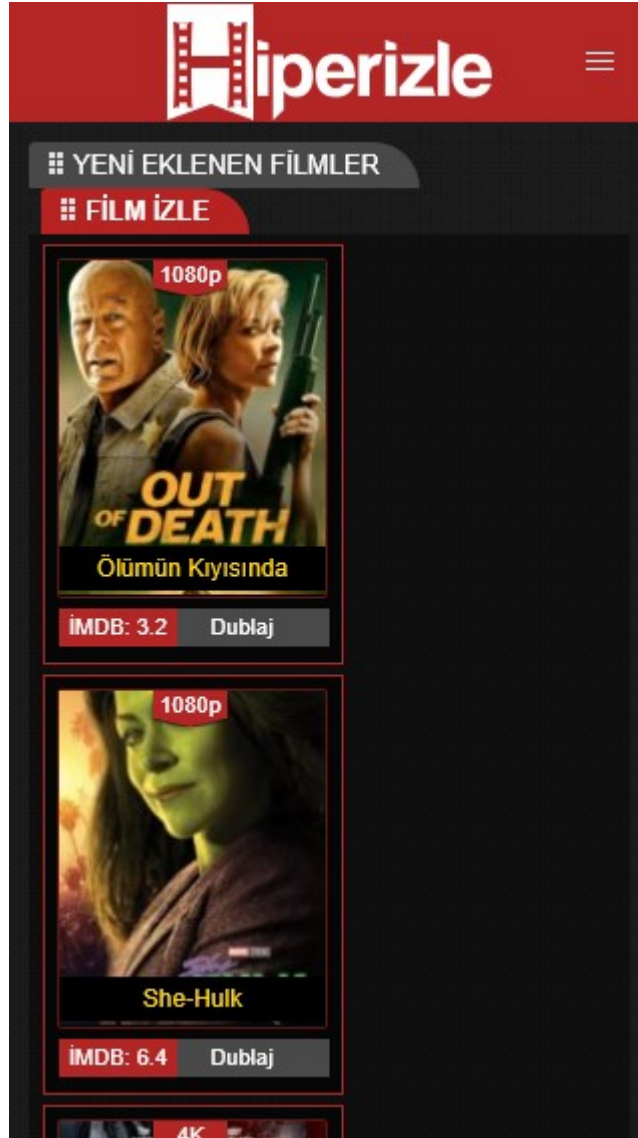 Hiperizle
YENİ EKLENEN FİLMLER
FİLM İZLE
1080p
OUT
OF DEATH
Ölümün Kıyısında
İMDB: 3.2 Dublaj
1080p
She-Hulk
İMDB: 6.4 Dublaj
4K